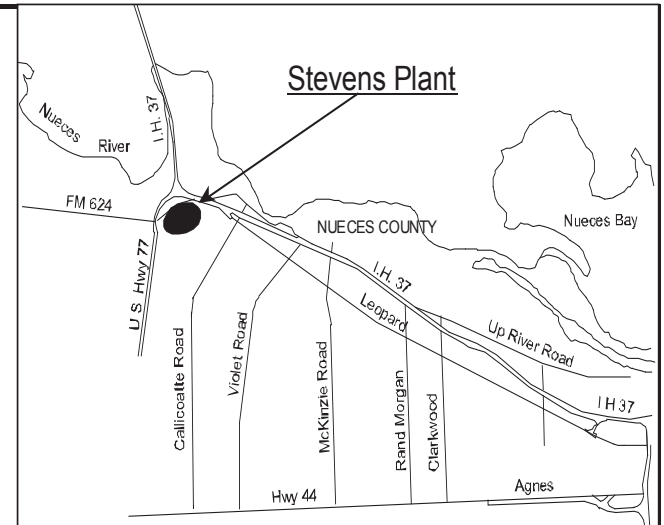 Stevens Plant
Nueces
River
I.H. 37
FM 624
U S Hwy 77
NUECES COUNTY
Nueces Bay
I.H. 37
Leopard
Up River Road
I H 37
Callicoatte Road
Violet Road
McKinzie Road
Rand Morgan
Clarkwood
Hwy 44
Agnes